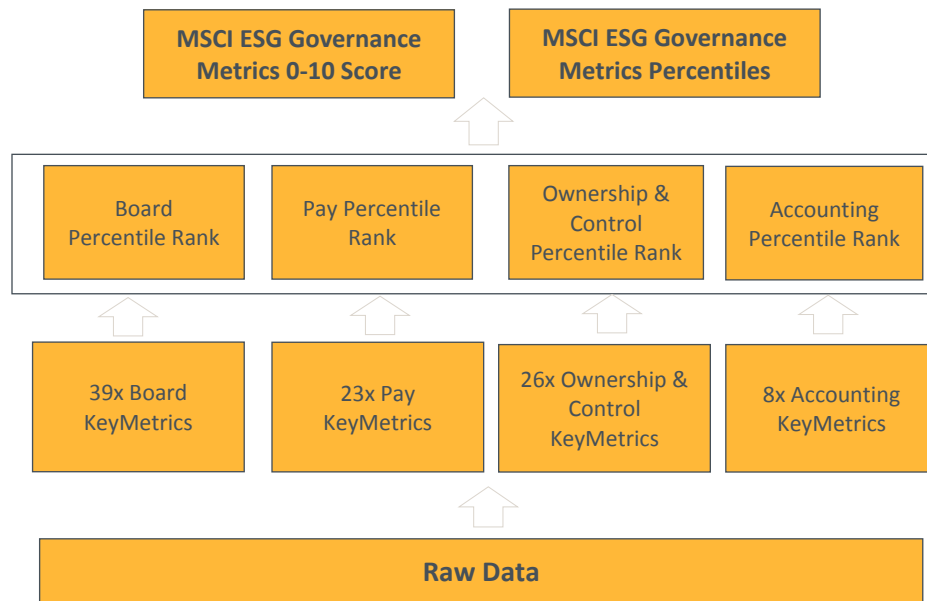 MSCI ESG Governance
Metrics 0-10 Score
MSCI ESG Governance
Metrics Percentiles
Board
Percentile Rank
Pay Percentile
Rank
Ownership &
Control
Percentile Rank
Accounting
Percentile Rank
39x Board
KeyMetrics
23x Pay
KeyMetrics
26x Ownership &
Control
KeyMetrics
8x Accounting
KeyMetrics
Raw Data